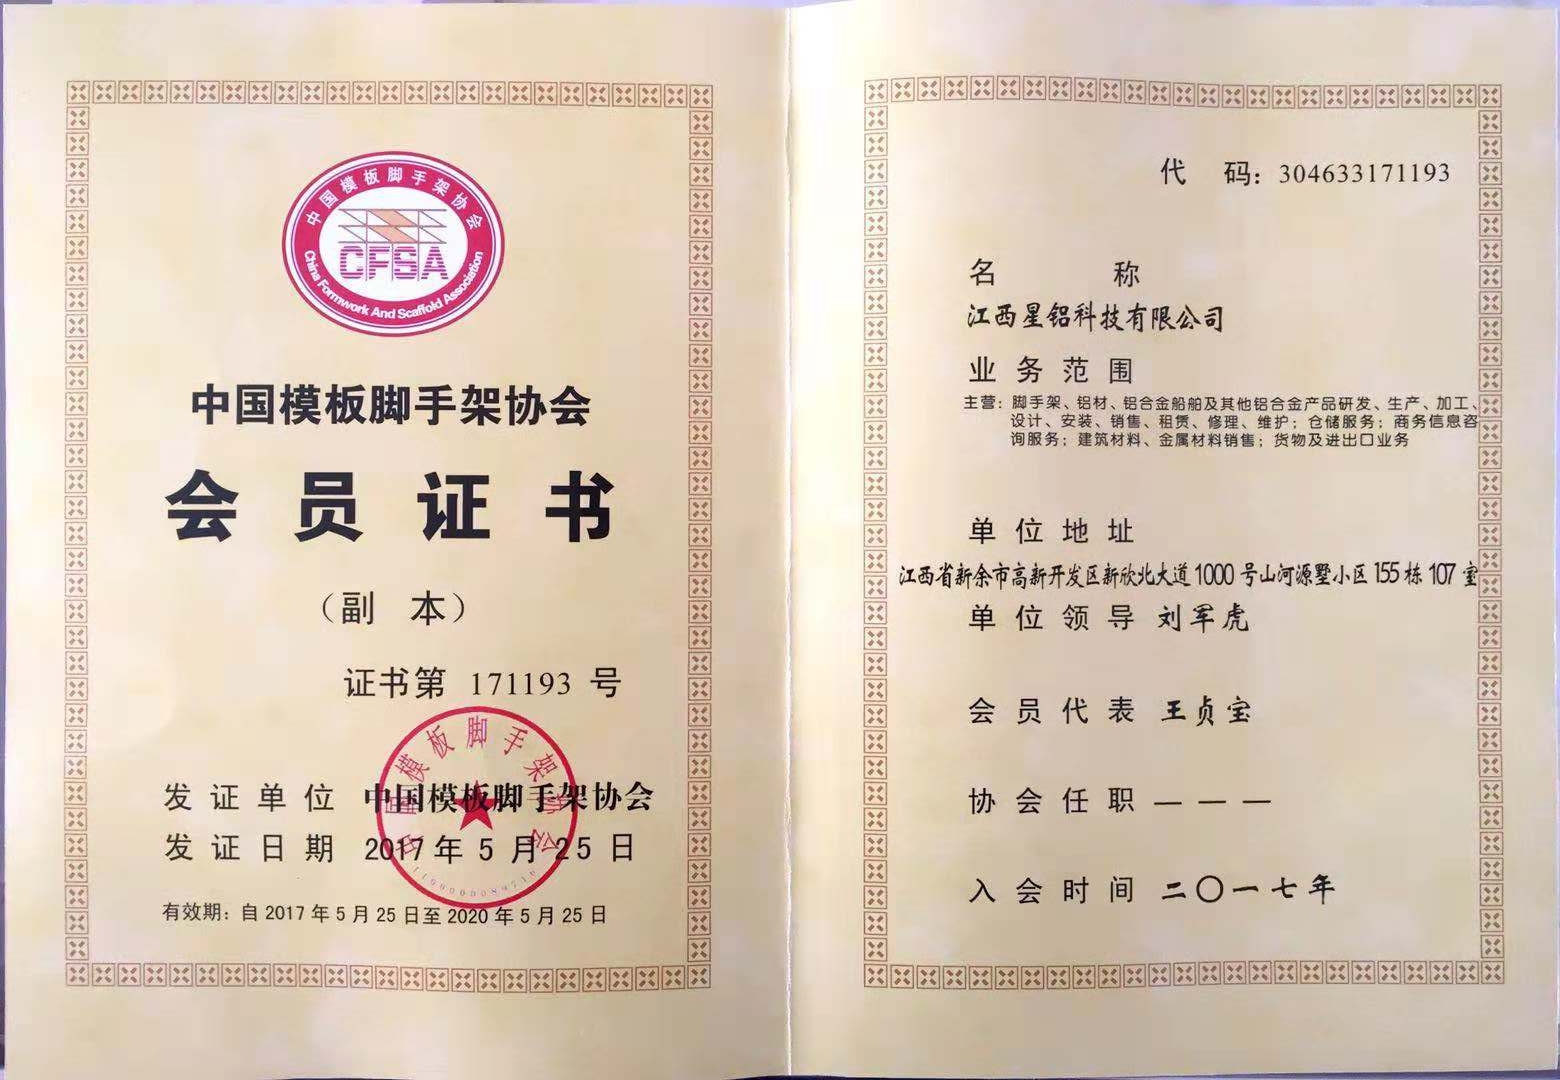 中国模板脚手架协会
CFSA
China Formwork And Scaffold Association
中国模板脚手架协会
会员证书
（副 本）
证书第 171193 号
发证单位 中国模板脚手架协会
发证日期 2017年5月25日
中国模板脚手架协会
有效期：自2017年5月25日至2020年5月25日
代 码：304633171193
名 称
江西星铝科技有限公司
业务范围
主营：脚手架、铝材、铝合金船舶及其他铝合金产品研发、生产、加工、
设计、安装、销售、租赁、修理、维护；仓储服务；商务信息咨
询服务；建筑材料、金属材料销售；货物及进出口业务
单位地址
江西省新余市高新开发区新欣北大道1000号山河源墅小区155栋107室
单位领导 刘军虎
会员代表 王贞宝
协会任职 — — —
入会时间 二〇一七年